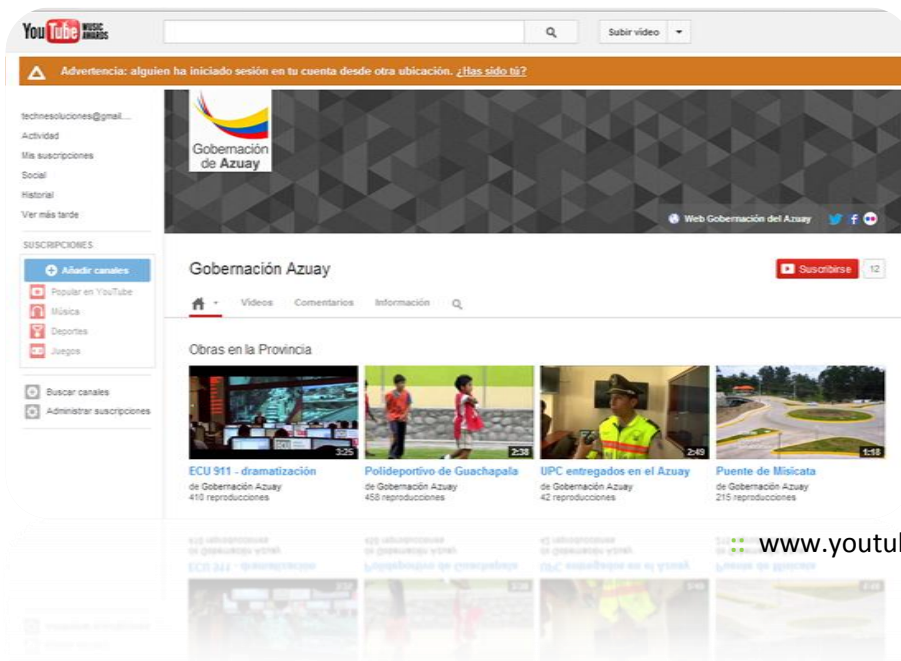 You Tube MUSIC AWARDS
Subir vídeo
Advertencia: alguien ha iniciado sesión en tu cuenta desde otra ubicación. ¿Has sido tú?
technesoluciones@gmail....
Actividad
Mis suscripciones
Social
Historial
Ver más tarde
SUSCRIPCIONES
Añadir canales
Popular en YouTube
Música
Deportes
Juegos
Buscar canales
Administrar suscripciones
Gobernación
de Azuay
Web Gobernación del Azuay
Gobernación Azuay
Suscribirse 12
Vídeos Comentarios Información
Obras en la Provincia
3:25 2:38 2:49 1:18
ECU 911 - dramatización Polideportivo de Guachapala UPC entregados en el Azuay Puente de Misicata
de Gobernación Azuay de Gobernación Azuay de Gobernación Azuay de Gobernación Azuay
410 reproducciones 458 reproducciones 42 reproducciones 215 reproducciones
:: www.youtu